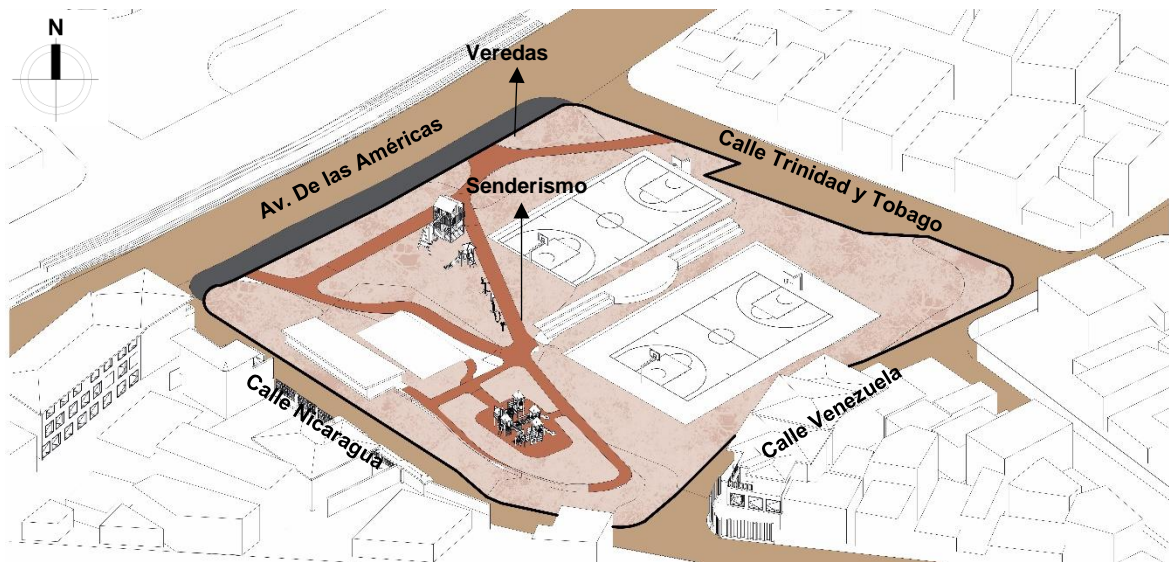 N
Veredas
Av. De las Américas
Calle Trinidad y Tobago
Senderismo
Calle Nicaragua
Calle Venezuela